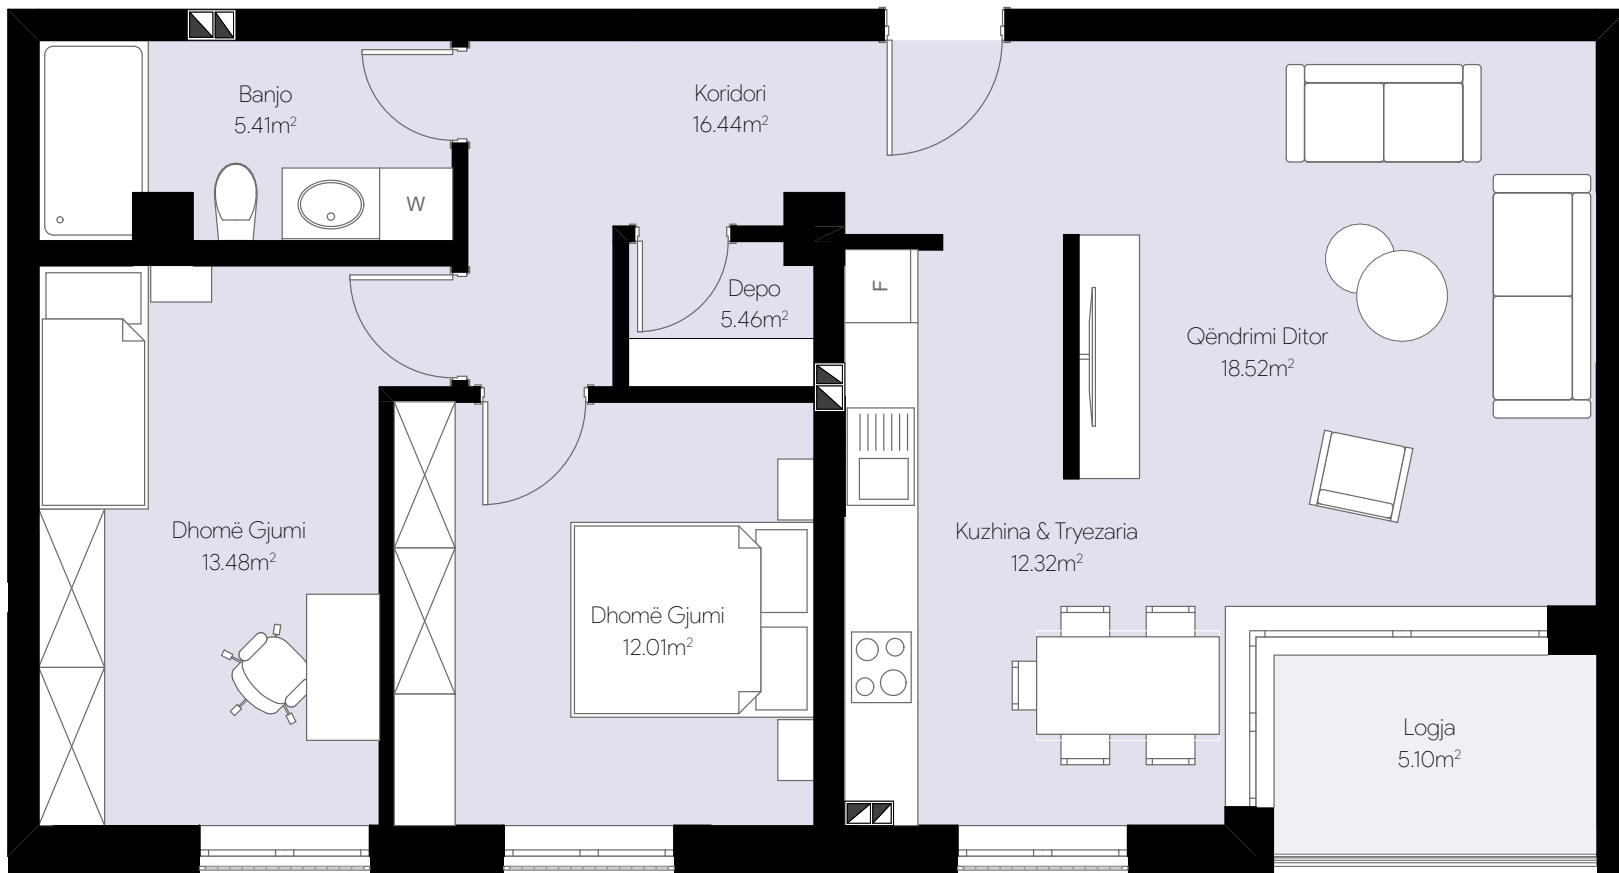 Banjo
5.41m²
Koridori
16.44m²
W
Depo
5.46m²
F
Qëndrimi Ditor
18.52m²
Dhomë Gjumi
13.48m²
Kuzhina & Tryezaria
12.32m²
Dhomë Gjumi
12.01m²
Logja
5.10m²